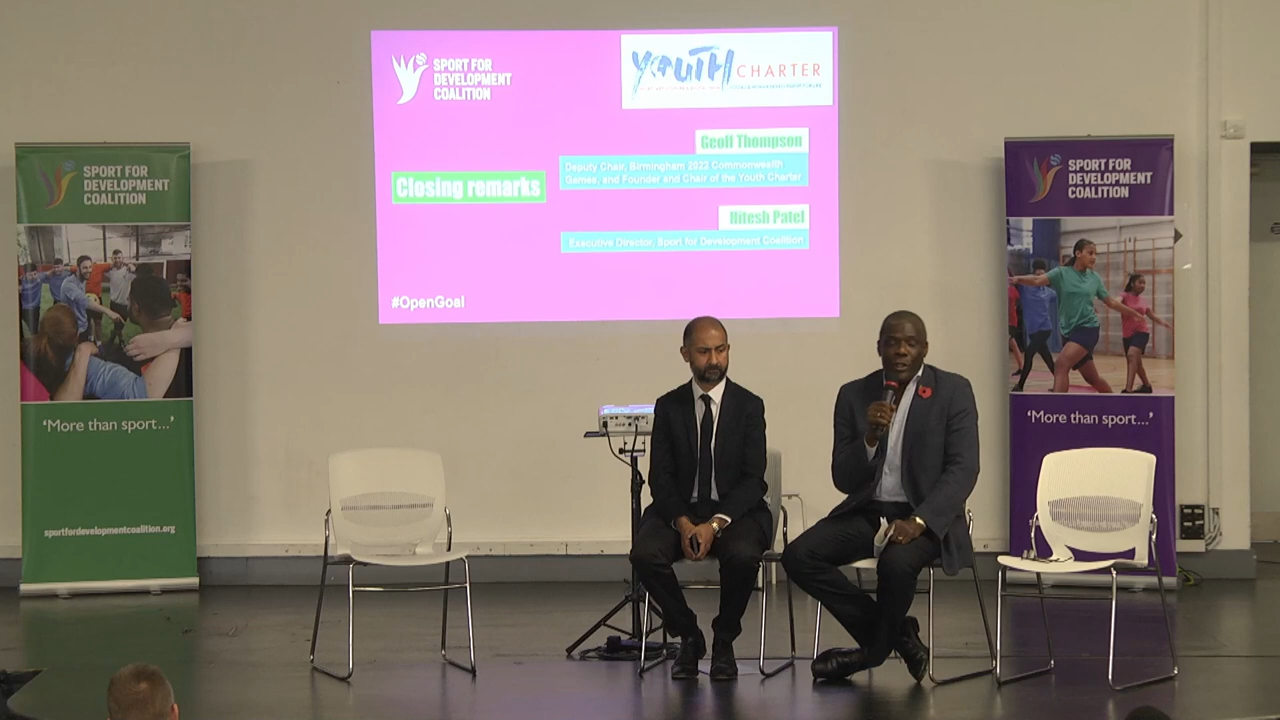 SPORT FOR
DEVELOPMENT
COALITION
YOUTH CHARTER
Closing remarks
Geoff Thompson
Deputy Chair, Birmingham 2022 Commonwealth
Games, and Founder and Chair of the Youth Charter
Hitesh Patel
Executive Director, Sport for Development Coalition
#OpenGoal
SPORT FOR
DEVELOPMENT
COALITION
'More than sport...'
sportfordevelopmentcoalition.org
SPORT FOR
DEVELOPMENT
COALITION
'More than sport...'